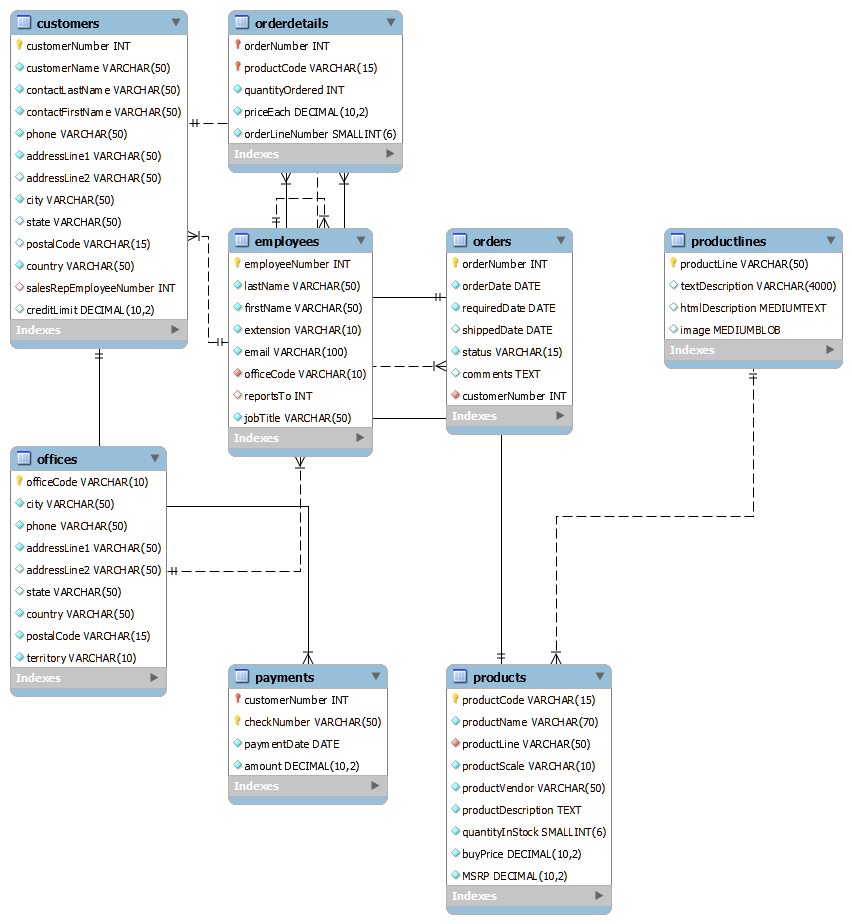 customers
customerNumber INT
customerName VARCHAR(50)
contactLastName VARCHAR(50)
contactFirstName VARCHAR(50)
phone VARCHAR(50)
addressLine1 VARCHAR(50)
addressLine2 VARCHAR(50)
city VARCHAR(50)
state VARCHAR(50)
postalCode VARCHAR(15)
country VARCHAR(50)
salesRepEmployeeNumber INT
creditLimit DECIMAL(10,2)
Indexes
orderdetails
orderNumber INT
productCode VARCHAR(15)
quantityOrdered INT
priceEach DECIMAL(10,2)
orderLineNumber SMALLINT(6)
Indexes
employees
employeeNumber INT
lastName VARCHAR(50)
firstName VARCHAR(50)
extension VARCHAR(10)
email VARCHAR(100)
officeCode VARCHAR(10)
reportsTo INT
jobTitle VARCHAR(50)
Indexes
orders
orderNumber INT
orderDate DATE
requiredDate DATE
shippedDate DATE
status VARCHAR(15)
comments TEXT
customerNumber INT
Indexes
productlines
productLine VARCHAR(50)
textDescription VARCHAR(4000)
htmlDescription MEDIUMTEXT
image MEDIUMBLOB
Indexes
offices
officeCode VARCHAR(10)
city VARCHAR(50)
phone VARCHAR(50)
addressLine1 VARCHAR(50)
addressLine2 VARCHAR(50)
state VARCHAR(50)
country VARCHAR(50)
postalCode VARCHAR(15)
territory VARCHAR(10)
Indexes
payments
customerNumber INT
checkNumber VARCHAR(50)
paymentDate DATE
amount DECIMAL(10,2)
Indexes
products
productCode VARCHAR(15)
productName VARCHAR(70)
productLine VARCHAR(50)
productScale VARCHAR(10)
productVendor VARCHAR(50)
productDescription TEXT
quantityInStock SMALLINT(6)
buyPrice DECIMAL(10,2)
MSRP DECIMAL(10,2)
Indexes